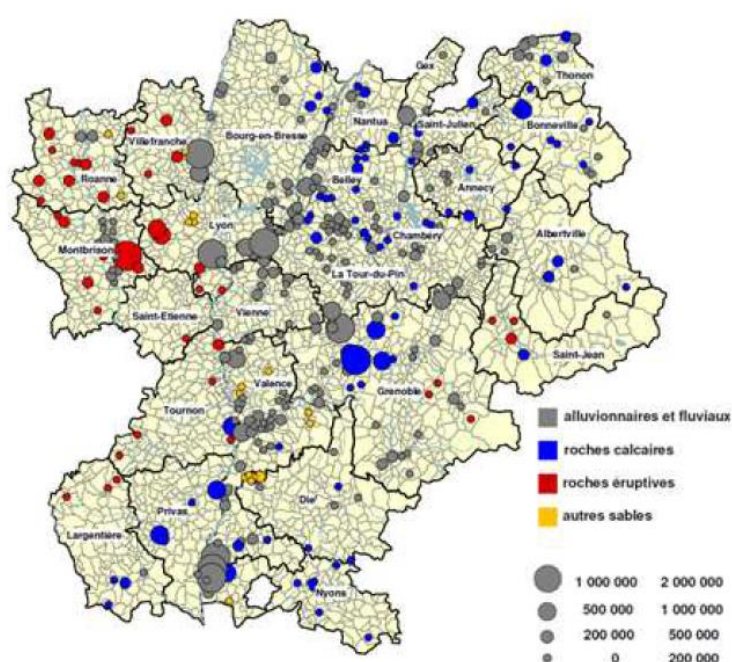 Gex
Thonon
Villefranche
Bourg-en-Bresse
Nantus
Saint-Julien
Bonneville
Roanne
Belley
Annecy
Lyon
Montbrison
Chambéry
Albertville
La Tour-du-Pin
Saint-Etienne
Vienne
Saint-Jean
Valence
Grenoble
Tournon
alluvionnaires et fluviaux
roches calcaires
roches éruptives
autres sables
Die
Privas
Largentière
Nyons
1 000 000 2 000 000
500 000 1 000 000
200 000 500 000
0 200 000